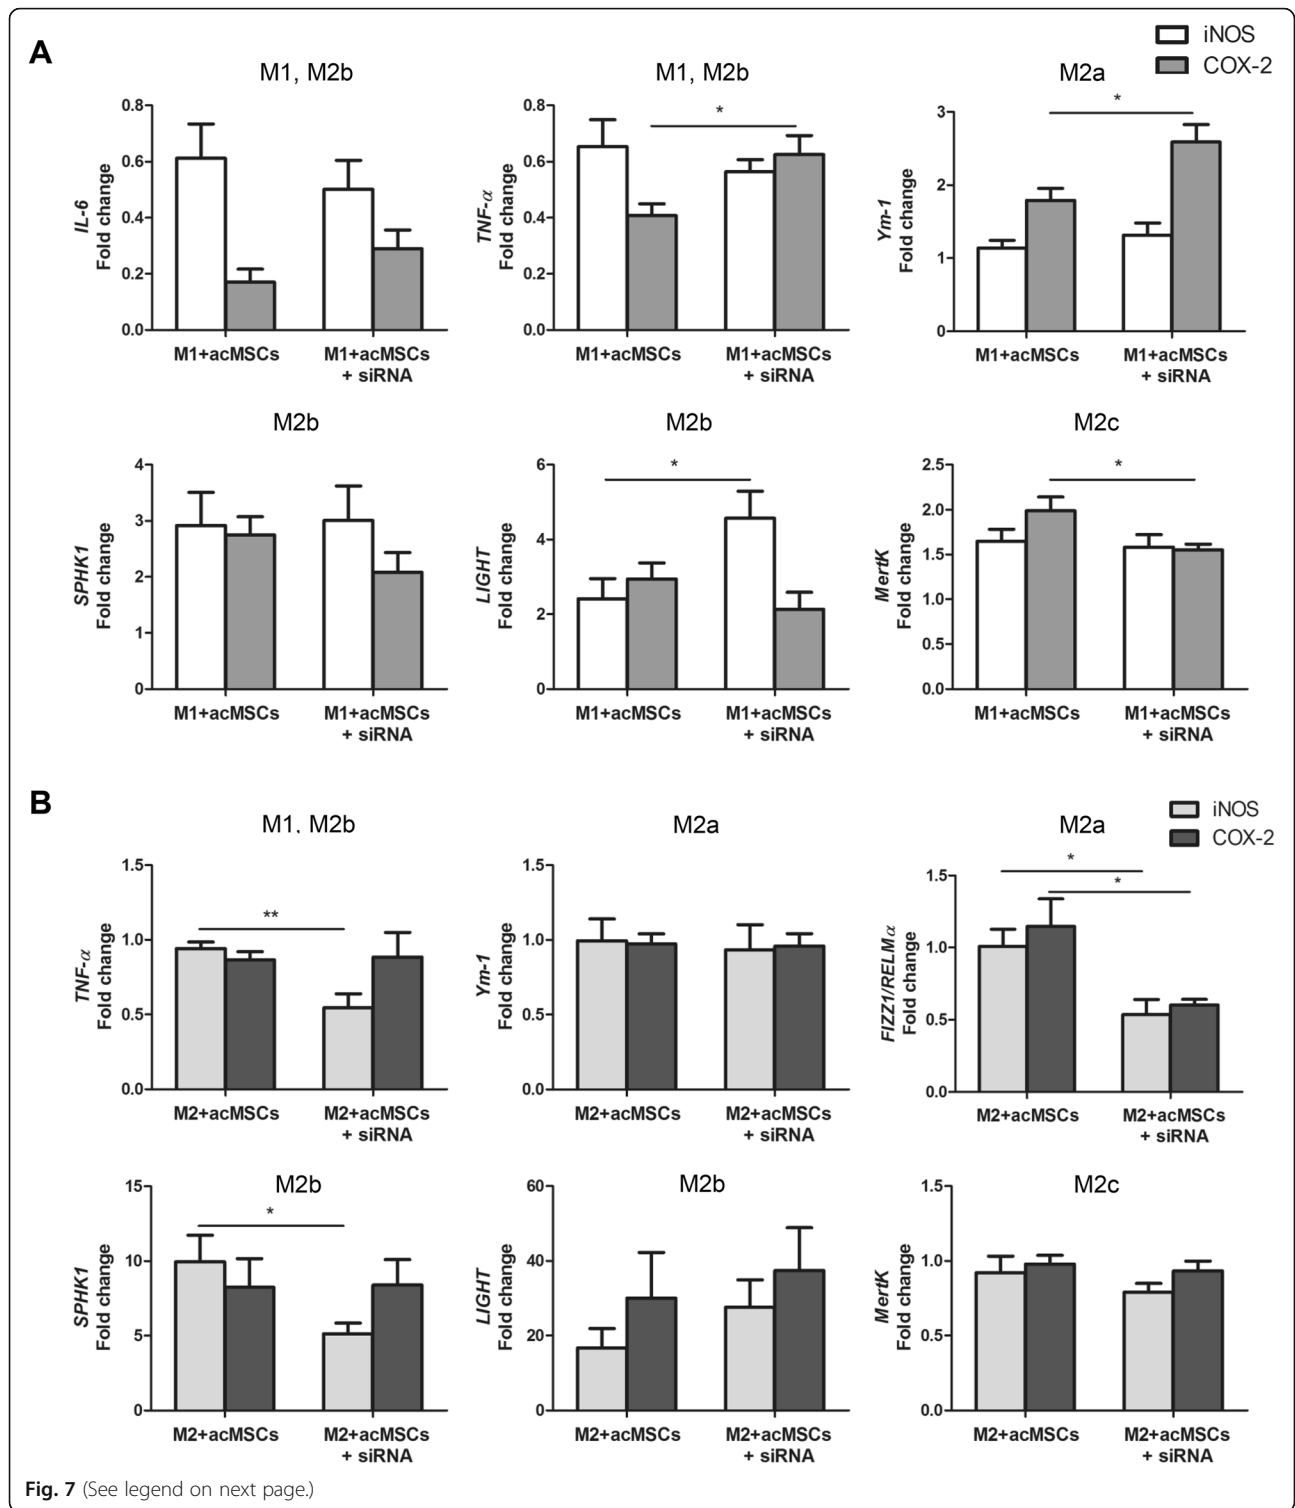 A
iNOS
COX-2
M1, M2b
IL-6
Fold change
0.8
0.6
0.4
0.2
0.0
M1+acMSCs
M1+acMSCs
+ siRNA
M1, M2b
TNF-α
Fold change
0.8
0.6
0.4
0.2
0.0
*
M1+acMSCs
M1+acMSCs
+ siRNA
M2a
Ym-1
Fold change
3
2
1
0
*
M1+acMSCs
M1+acMSCs
+ siRNA
M2b
SPHK1
Fold change
4
3
2
1
0
M1+acMSCs
M1+acMSCs
+ siRNA
M2b
LIGHT
Fold change
6
4
2
0
*
M1+acMSCs
M1+acMSCs
+ siRNA
M2c
MertK
Fold change
2.5
2.0
1.5
1.0
0.5
0.0
*
M1+acMSCs
M1+acMSCs
+ siRNA
B
iNOS
COX-2
M1, M2b
TNF-α
Fold change
1.5
1.0
0.5
0.0
**
M2+acMSCs
M2+acMSCs
+ siRNA
M2a
Ym-1
Fold change
1.5
1.0
0.5
0.0
M2+acMSCs
M2+acMSCs
+ siRNA
M2a
FIZZ1/RELMα
Fold change
1.5
1.0
0.5
0.0
*
*
M2+acMSCs
M2+acMSCs
+ siRNA
M2b
SPHK1
Fold change
15
10
5
0
*
M2+acMSCs
M2+acMSCs
+ siRNA
M2b
LIGHT
Fold change
60
40
20
0
M2+acMSCs
M2+acMSCs
+ siRNA
M2c
MertK
Fold change
1.5
1.0
0.5
0.0
M2+acMSCs
M2+acMSCs
+ siRNA
Fig. 7 (See legend on next page.)